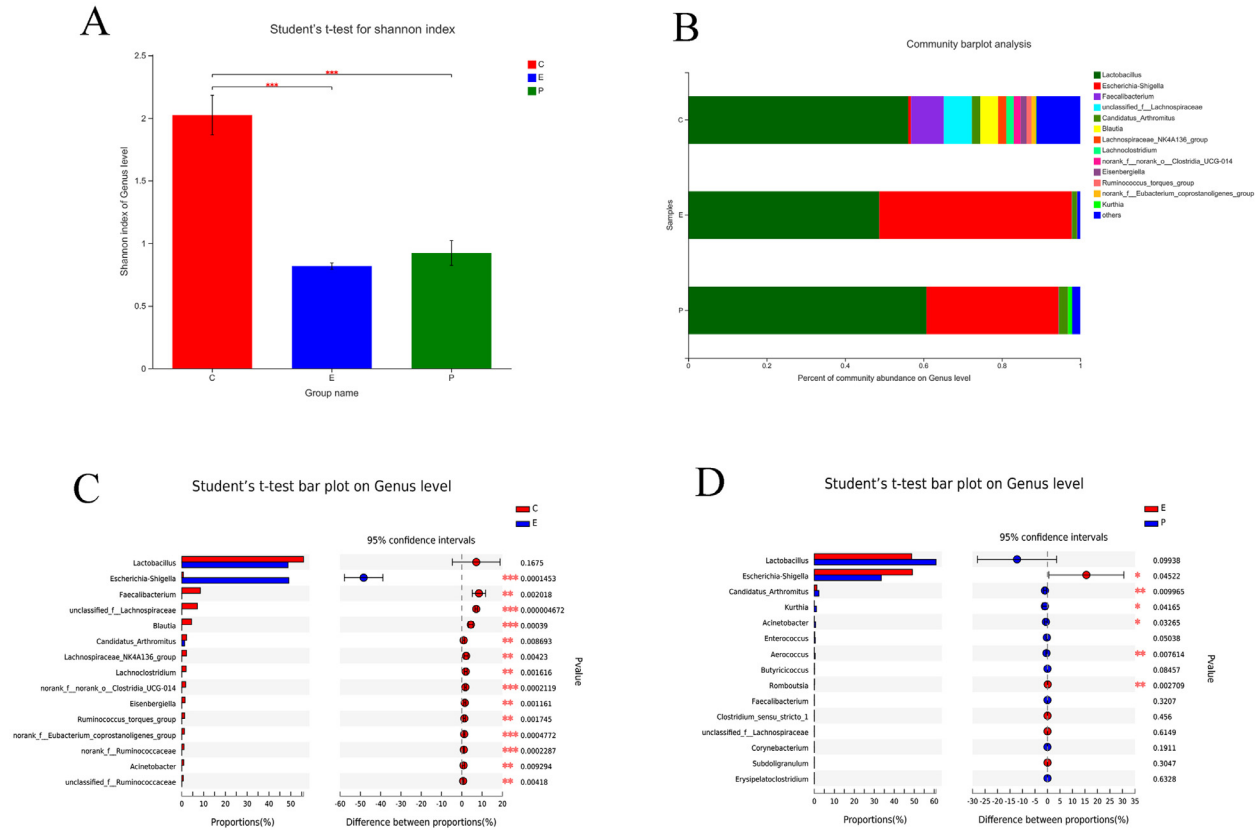 A
Student's t-test for shannon index
C
E
P
***
***
2.5
2
1.5
1
0.5
0
Shannon index of Genus level
C
E
P
Group name
B
Community barplot analysis
Lactobacillus
Escherichia-Shigella
Faecalibacterium
unclassified_f__Lachnospiraceae
Candidatus_Arthromitus
Blautia
Lachnospiraceae_NK4A136_group
Lachnoclostridium
norank_f__norank_o__Clostridia_UCG-014
Eisenbergiella
Ruminococcus_torques_group
norank_f__Eubacterium_coprostanoligenes_group
Kurthia
others
Samples
C
E
P
0 0.2 0.4 0.6 0.8 1
Percent of community abundance on Genus level
C
Student's t-test bar plot on Genus level
C
E
95% confidence intervals
Lactobacillus 0.1675
Escherichia-Shigella *** 0.0001453
Faecalibacterium ** 0.002018
unclassified_f__Lachnospiraceae *** 0.000004672
Blautia *** 0.00039
Candidatus_Arthromitus ** 0.008693
Lachnospiraceae_NK4A136_group ** 0.00423
Lachnoclostridium ** 0.001616
norank_f__norank_o__Clostridia_UCG-014 *** 0.0002119
Eisenbergiella ** 0.001161
Ruminococcus_torques_group ** 0.001745
norank_f__Eubacterium_coprostanoligenes_group *** 0.0004772
norank_f__Ruminococcaceae *** 0.0002287
Acinetobacter ** 0.009294
unclassified_f__Ruminococcaceae ** 0.00418
Pvalue
0 10 20 30 40 50 -60 -50 -40 -30 -20 -10 0 10 20
Proportions(%) Difference between proportions(%)
D
Student's t-test bar plot on Genus level
E
P
95% confidence intervals
Lactobacillus 0.09938
Escherichia-Shigella * 0.04522
Candidatus_Arthromitus ** 0.009965
Kurthia * 0.04165
Acinetobacter * 0.03265
Enterococcus 0.05038
Aerococcus ** 0.007614
Butyricicoccus 0.08457
Romboutsia ** 0.002709
Faecalibacterium 0.3207
Clostridium_sensu_stricto_1 0.456
unclassified_f__Lachnospiraceae 0.6149
Corynebacterium 0.1911
Subdoligranulum 0.3047
Erysipelatoclostridium 0.6328
Pvalue
0 10 20 30 40 50 60 -30 -25 -20 -15 -10 -5 0 5 10 15 20 25 30 35
Proportions(%) Difference between proportions(%)